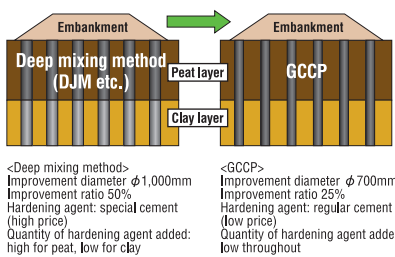 Embankment
Embankment
Deep mixing method
(DJM etc.)
Peat layer
GCCP
Clay layer
<Deep mixing method>
Improvement diameter φ1,000mm
Improvement ratio 50%
Hardening agent: special cement
(high price)
Quantity of hardening agent added:
high for peat, low for clay
<GCCP>
Improvement diameter φ700mm
Improvement ratio 25%
Hardening agent: regular cement
(low price)
Quantity of hardening agent adde
low throughout